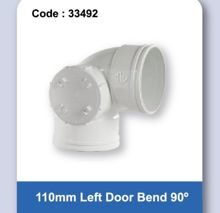 Code : 33492
110mm Left Door Bend 90º